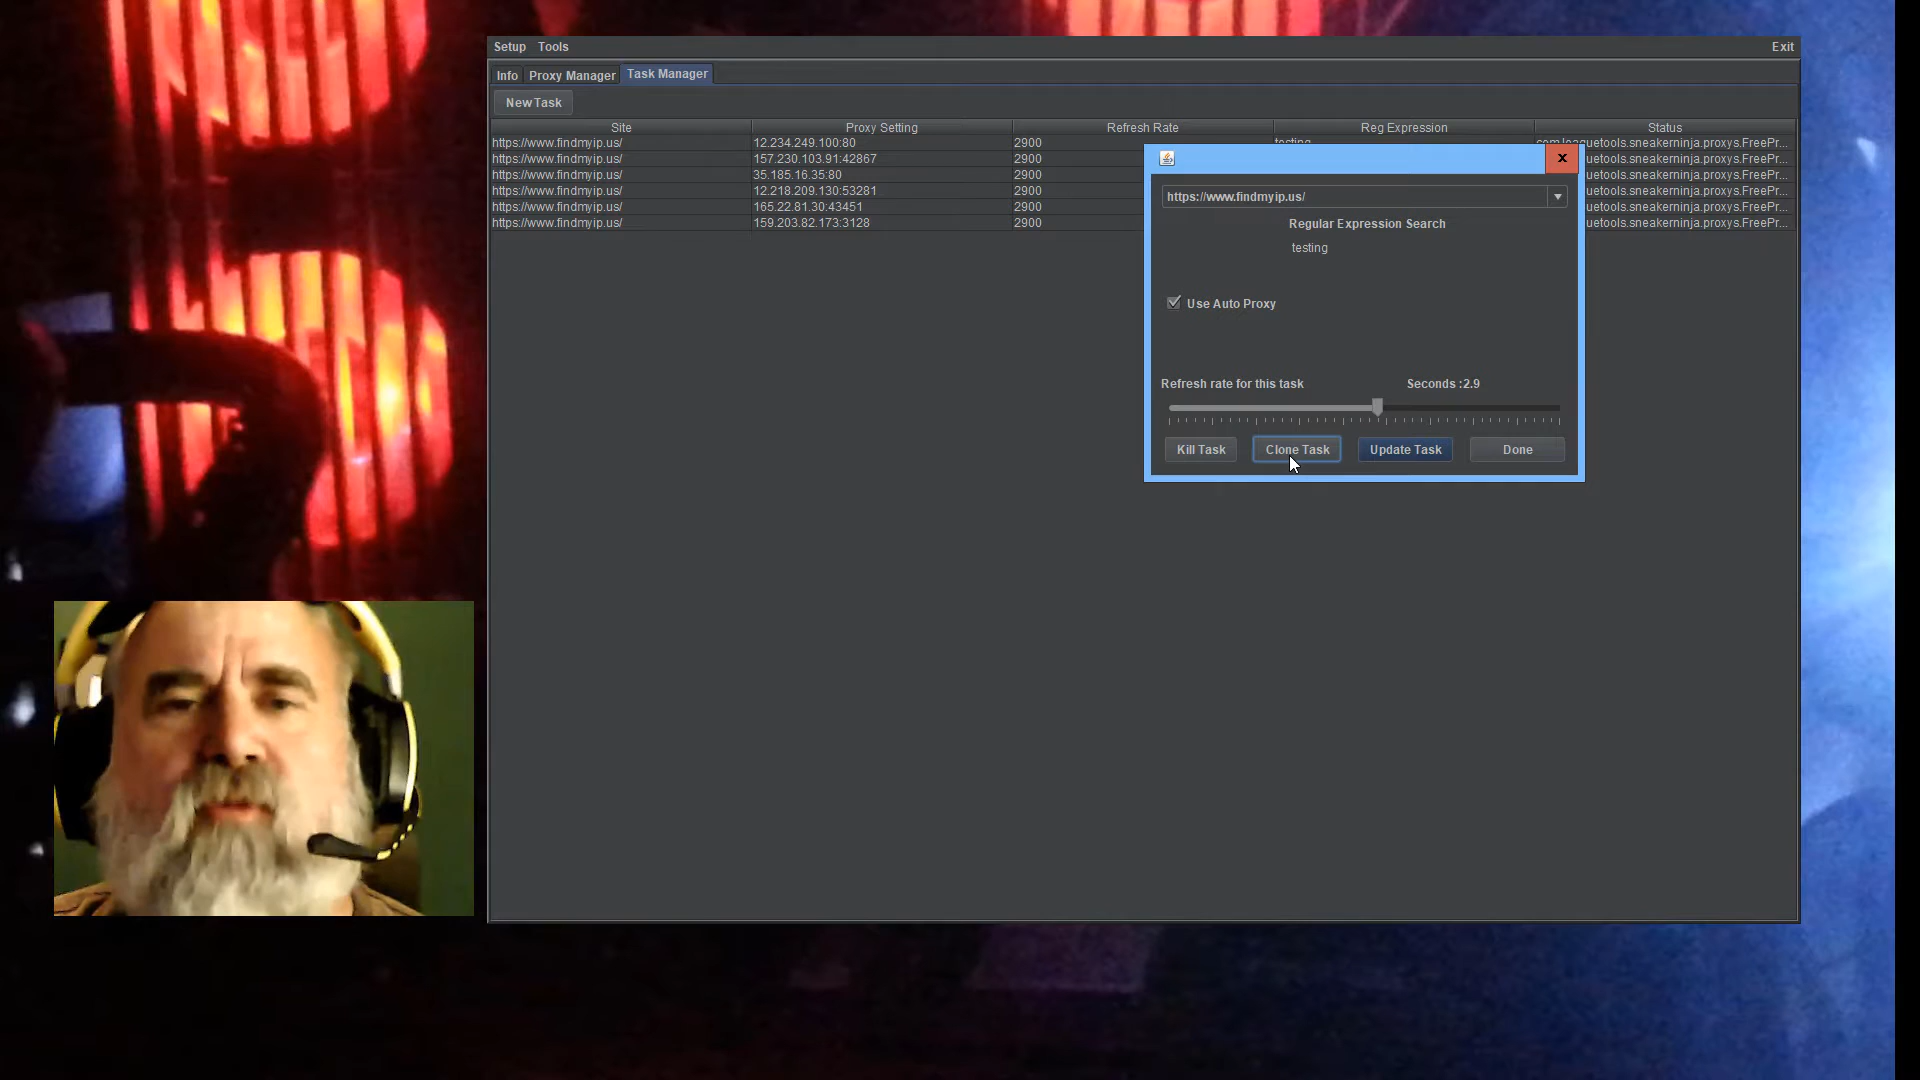 Setup Tools Exit
Info Proxy Manager Task Manager
New Task
Site Proxy Setting Refresh Rate Reg Expression Status
https://www.findmyip.us/ 12.234.249.100:80 2900 testing
https://www.findmyip.us/ 157.230.103.91:42867 2900 uetools.sneakerninja.proxys.FreePr...
https://www.findmyip.us/ 35.185.16.35:80 2900 uetools.sneakerninja.proxys.FreePr...
https://www.findmyip.us/ 12.218.209.130:53281 2900 uetools.sneakerninja.proxys.FreePr...
https://www.findmyip.us/ 165.22.81.30:43451 2900 uetools.sneakerninja.proxys.FreePr...
https://www.findmyip.us/ 159.203.82.173:3128 2900 uetools.sneakerninja.proxys.FreePr...
https://www.findmyip.us/
Regular Expression Search
testing
Use Auto Proxy
Refresh rate for this task Seconds :2.9
Kill Task Clone Task Update Task Done